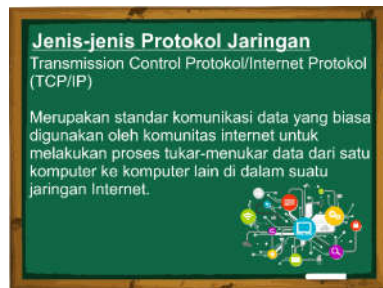 Jenis-jenis Protokol Jaringan
Transmission Control Protokol/Internet Protokol
(TCP/IP)
Merupakan standar komunikasi data yang biasa
digunakan oleh komunitas internet untuk
melakukan proses tukar-menukar data dari satu
komputer ke komputer lain di dalam suatu
jaringan Internet.